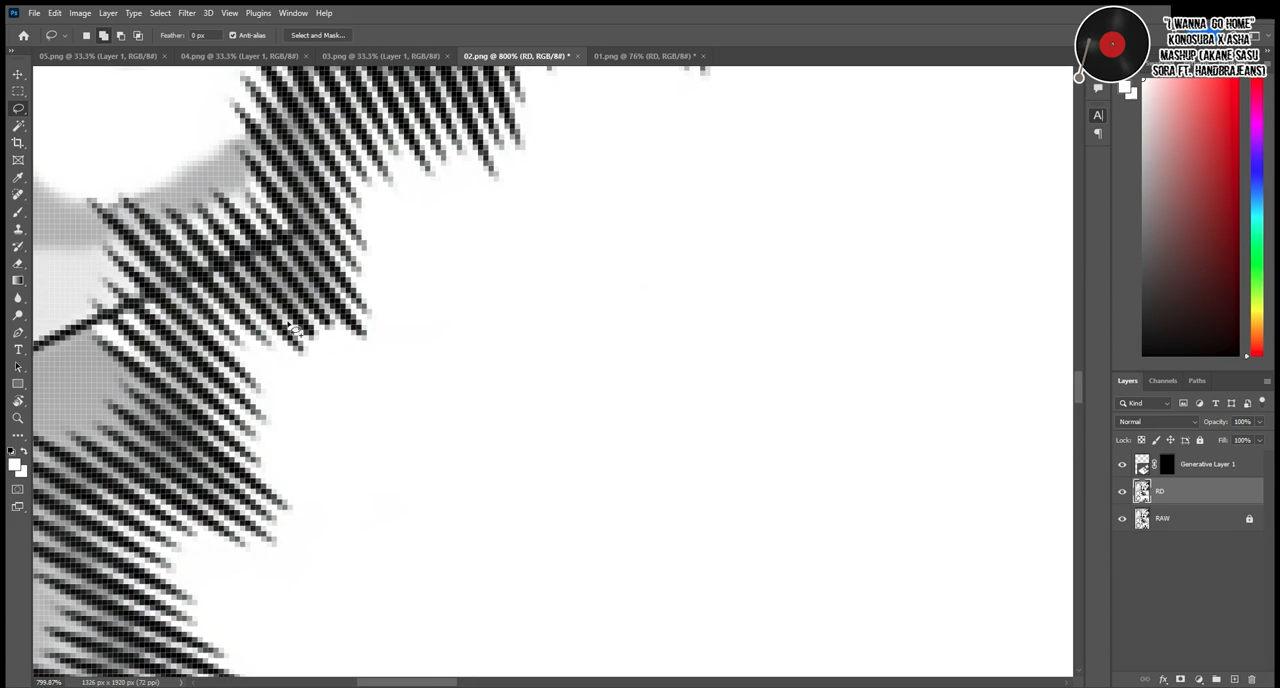 Ps File Edit Image Layer Type Select Filter 3D View Plugins Window Help
"I WANNA GO HOME"
KONOSUBA X ASHA
MASHUP (AKANE SASU
SORA FT. HANDBRAJEANS)
Feather: 0 px Anti-alias Select and Mask...
05.png @ 33.3% (Layer 1, RGB/8#) × 04.png @ 33.3% (Layer 1, RGB/8#) × 03.png @ 33.3% (Layer 1, RGB/8#) × 02.png @ 800% (RD, RGB/8#) * × 01.png @ 76% (RD, RGB/8#) * ×
A
Layers Channels Paths
Kind
Normal Opacity: 100%
Lock: Fill: 100%
Generative Layer 1
RD
RAW
fx
799.87% 1326 px x 1920 px (72 ppi)